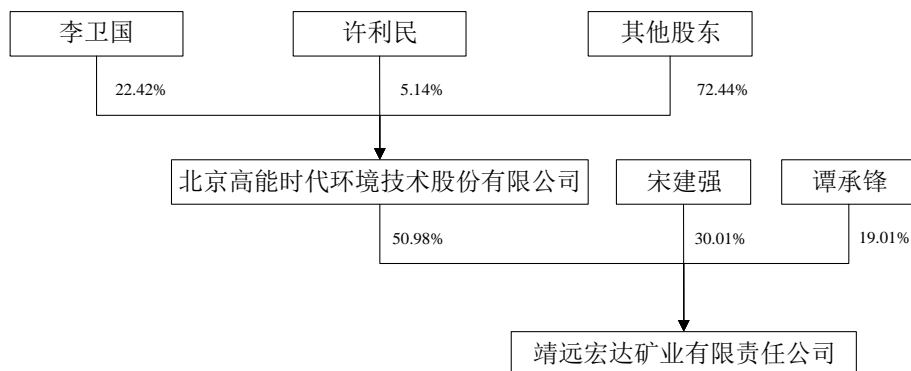 李卫国
许利民
其他股东
22.42%
5.14%
72.44%
北京高能时代环境技术股份有限公司
宋建强
谭承锋
50.98%
30.01%
19.01%
靖远宏达矿业有限责任公司